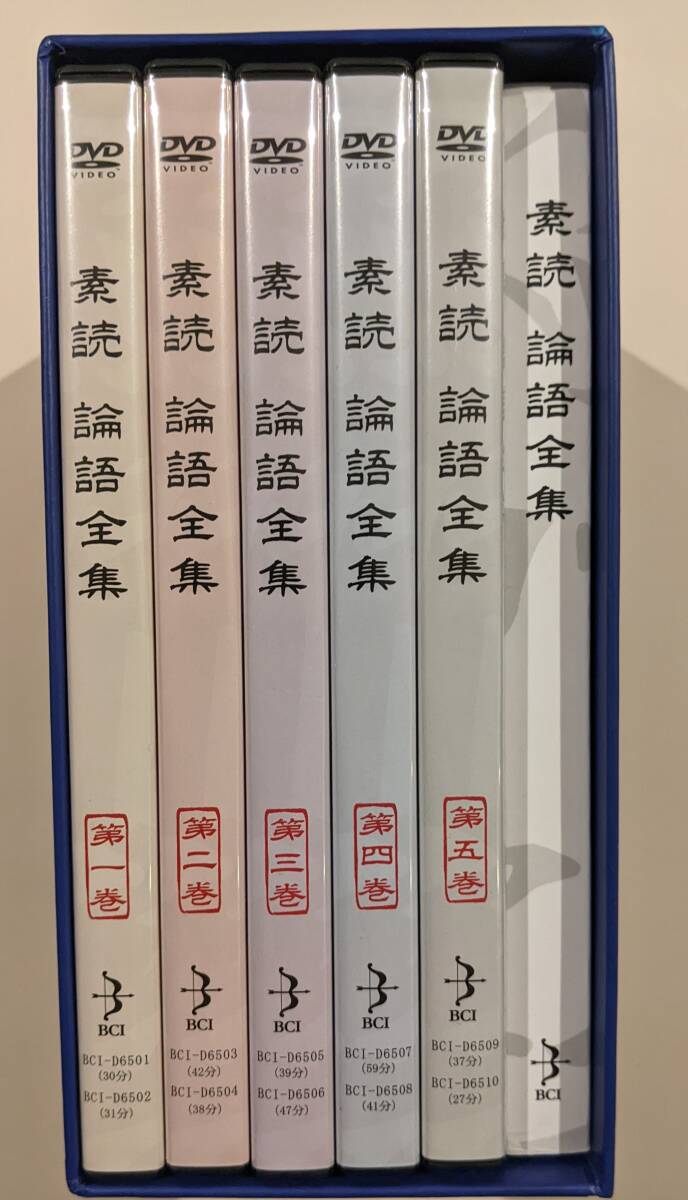 DVD
VIDEO
素読 論語全集
第一巻
BCI
BCI-D6501
(30分)
BCI-D6502
(31分)
DVD
VIDEO
素読 論語全集
第二巻
BCI
BCI-D6503
(42分)
BCI-D6504
(38分)
DVD
VIDEO
素読 論語全集
第三巻
BCI
BCI-D6505
(39分)
BCI-D6506
(47分)
DVD
VIDEO
素読 論語全集
第四巻
BCI
BCI-D6507
(59分)
BCI-D6508
(41分)
DVD
VIDEO
素読 論語全集
第五巻
BCI
BCI-D6509
(37分)
BCI-D6510
(27分)
素読 論語全集
BCI